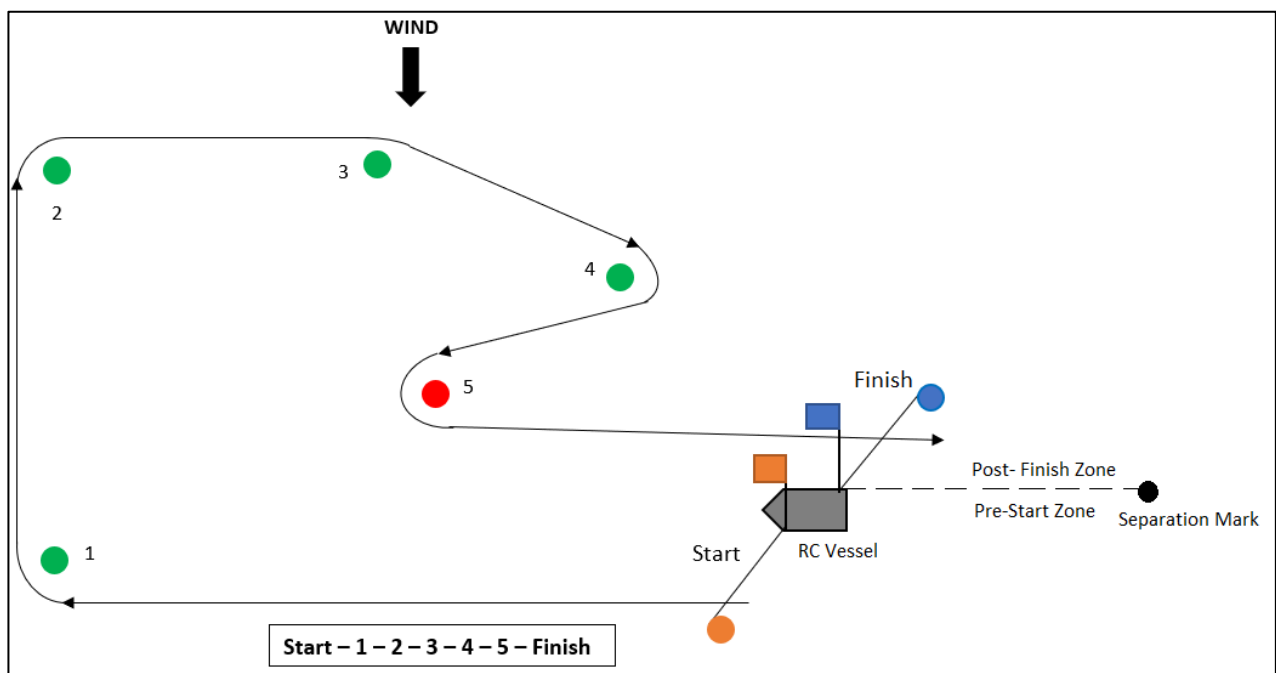 WIND
3
2
4
5
Finish
Post- Finish Zone
Pre-Start Zone
Separation Mark
1
Start
RC Vessel
Start – 1 – 2 – 3 – 4 – 5 – Finish